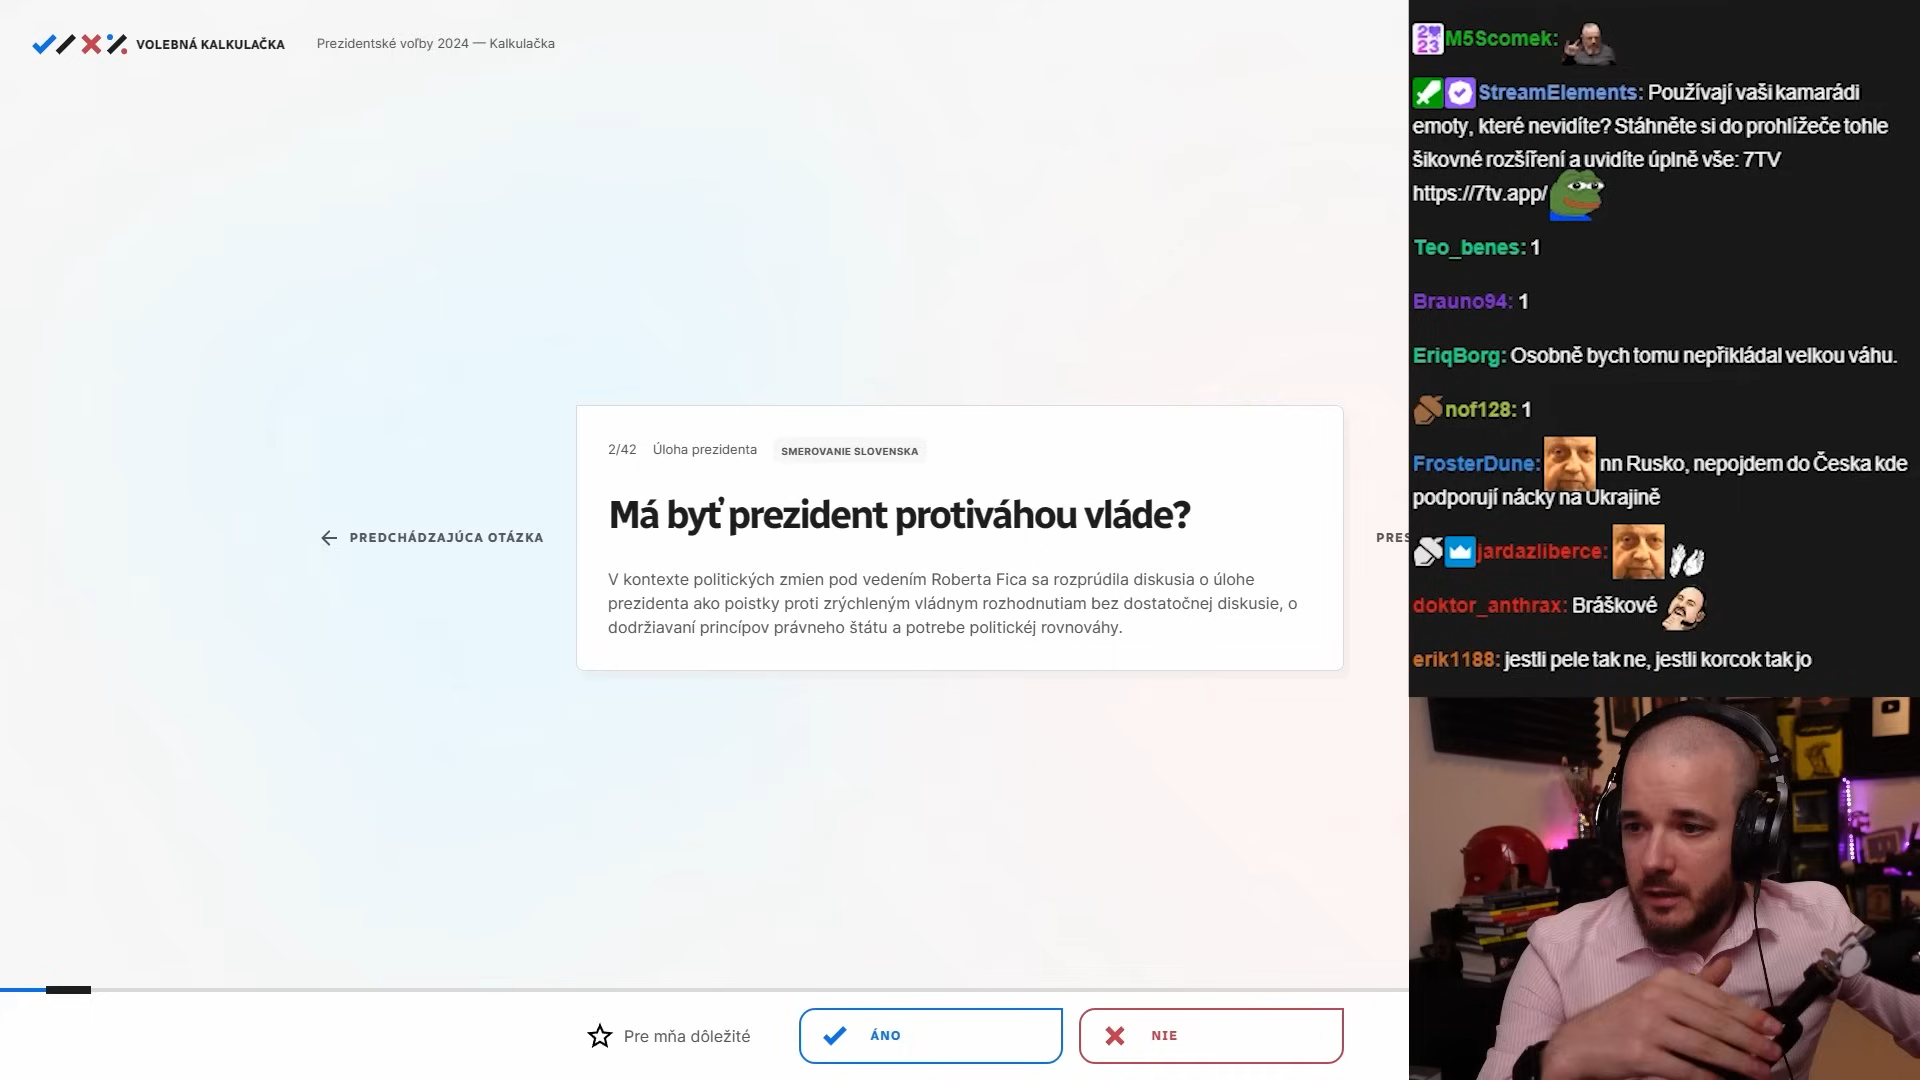 VOLEBNÁ KALKULAČKA
Prezidentské voľby 2024 — Kalkulačka
PREDCHÁDZAJÚCA OTÁZKA
2/42 Úloha prezidenta SMEROVANIE SLOVENSKA
Má byť prezident protiváhou vláde?
V kontexte politických zmien pod vedením Roberta Fica sa rozprúdila diskusia o úlohe
prezidenta ako poistky proti zrýchleným vládnym rozhodnutiam bez dostatočnej diskusie, o
dodržiavaní princípov právneho štátu a potrebe politickéj rovnováhy.
PRES
Pre mňa dôležité
ÁNO
NIE
2023 M5Scomek:
StreamElements: Používají vaši kamarádi
emoty, které nevidíte? Stáhněte si do prohlížeče tohle
šikovné rozšíření a uvidíte úplně vše: 7TV
https://7tv.app/
Teo_benes: 1
Brauno94: 1
EriqBorg: Osobně bych tomu nepřikládal velkou váhu.
nof128: 1
FrosterDune: nn Rusko, nepojdem do Česka kde
podporují nácky na Ukrajině
jardazliberce:
doktor_anthrax: Bráškové
erik1188: jestli pele tak ne, jestli korcok tak jo